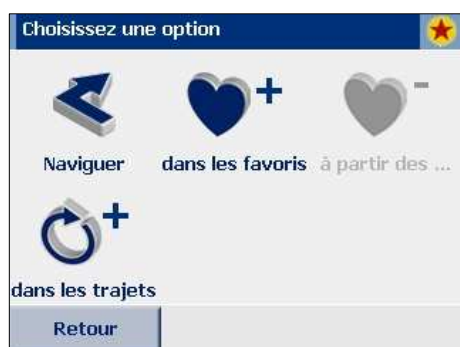 Choisissez une option
Naviguer
dans les favoris
à partir des ...
dans les trajets
Retour